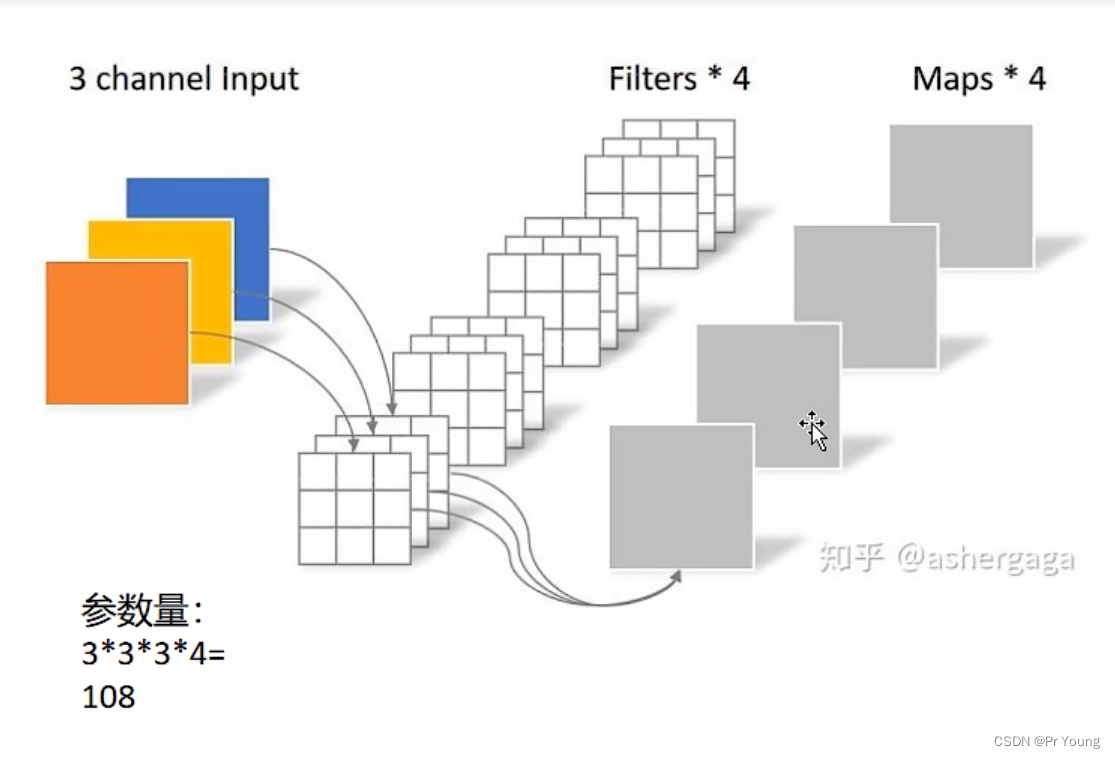 3 channel Input
Filters * 4
Maps * 4
知乎 @ashergaga
参数量：
3*3*3*4=
108
CSDN @Pr Young